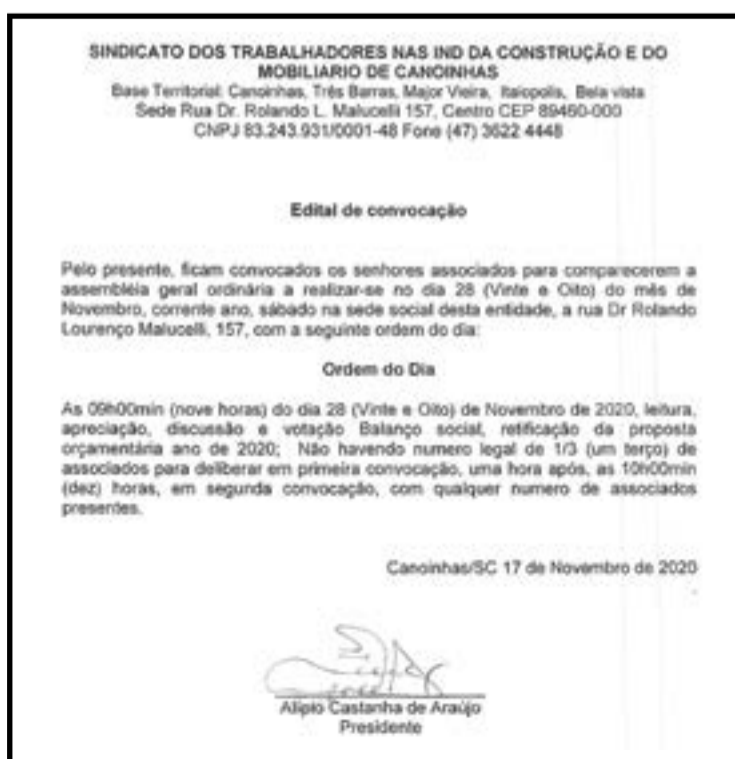 SINDICATO DOS TRABALHADORES NAS IND DA CONSTRUÇÃO E DO
MOBILIARIO DE CANOINHAS
Base Territorial: Canoinhas, Três Barras, Major Vieira, Itaiopolis, Bela vista
Sede Rua Dr. Rolando L. Malucelli 157, Centro CEP 89460-000
CNPJ 83.243.931/0001-48 Fone (47) 3622 4448
Edital de convocação
Pelo presente, ficam convocados os senhores associados para comparecerem a
assembléia geral ordinária a realizar-se no dia 28 (Vinte e Oito) do mês de
Novembro, corrente ano, sábado na sede social desta entidade, a rua Dr Rolando
Lourenço Malucelli, 157, com a seguinte ordem do dia:
Ordem do Dia
As 09h00min (nove horas) do dia 28 (Vinte e Oito) de Novembro de 2020, leitura,
apreciação, discussão e votação Balanço social, retificação da proposta
orçamentária ano de 2020; Não havendo numero legal de 1/3 (um terço) de
associados para deliberar em primeira convocação, uma hora após, as 10h00min
(dez) horas, em segunda convocação, com qualquer numero de associados
presentes.
Canoinhas/SC 17 de Novembro de 2020
Alipio Castanha de Araújo
Presidente